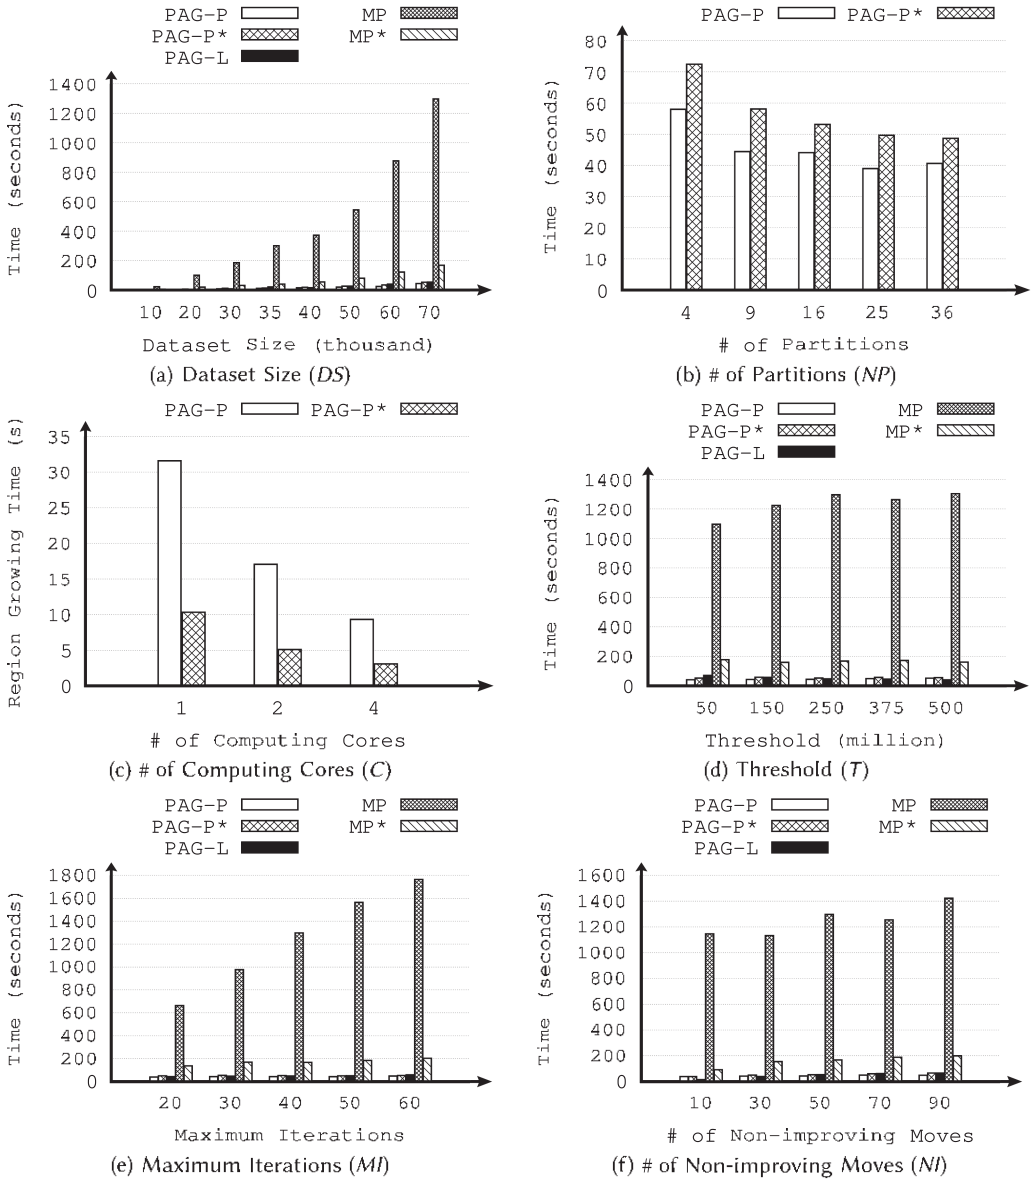 PAG-P MP
PAG-P* MP*
PAG-L
Time (seconds)
1400
1200
1000
800
600
400
200
0
10 20 30 35 40 50 60 70
Dataset Size (thousand)
(a) Dataset Size (DS)
PAG-P PAG-P*
Time (seconds)
80
70
60
50
40
30
20
10
0
4 9 16 25 36
# of Partitions
(b) # of Partitions (NP)
PAG-P PAG-P*
Region Growing Time (s)
35
30
25
20
15
10
5
0
1 2 4
# of Computing Cores
(c) # of Computing Cores (C)
PAG-P MP
PAG-P* MP*
PAG-L
Time (seconds)
1400
1200
1000
800
600
400
200
0
50 150 250 375 500
Threshold (million)
(d) Threshold (T)
PAG-P MP
PAG-P* MP*
PAG-L
Time (seconds)
1800
1600
1400
1200
1000
800
600
400
200
0
20 30 40 50 60
Maximum Iterations
(e) Maximum Iterations (MI)
PAG-P MP
PAG-P* MP*
PAG-L
Time (seconds)
1600
1400
1200
1000
800
600
400
200
0
10 30 50 70 90
# of Non-improving Moves
(f) # of Non-improving Moves (NI)